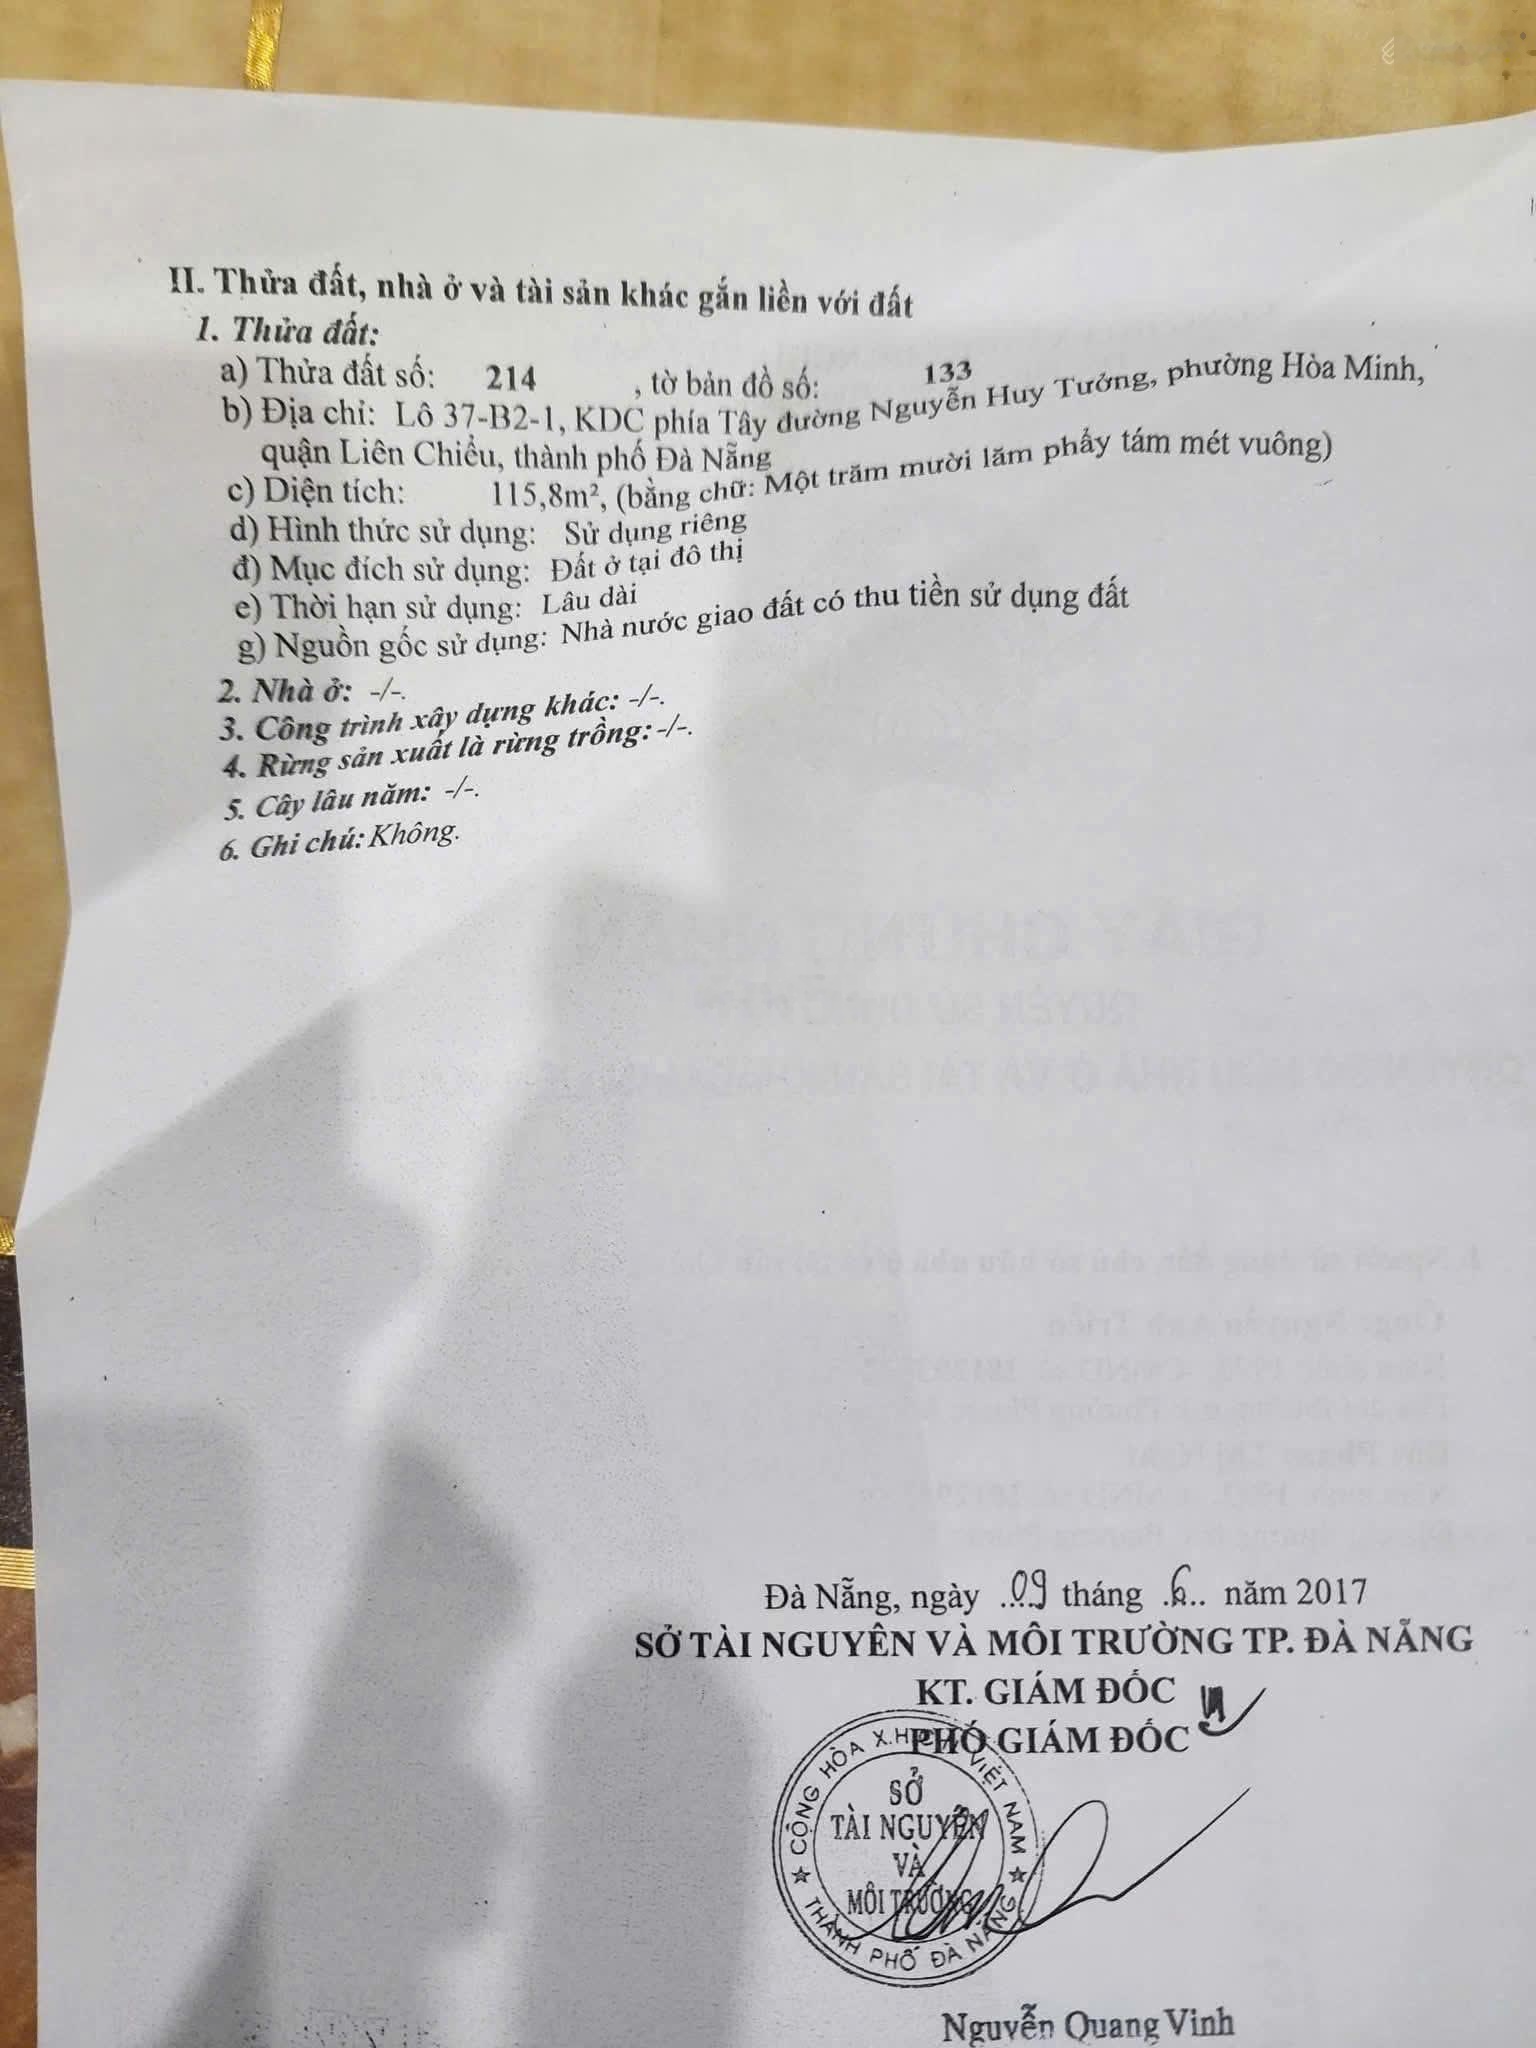 II. Thửa đất, nhà ở và tài sản khác gắn liền với đất
1. Thửa đất:
a) Thửa đất số: 214 , tờ bản đồ số: 133
b) Địa chỉ: Lô 37-B2-1, KDC phía Tây đường Nguyễn Huy Tưởng, phường Hòa Minh,
quận Liên Chiểu, thành phố Đà Nẵng
c) Diện tích: 115,8m², (bằng chữ: Một trăm mười lăm phẩy tám mét vuông)
d) Hình thức sử dụng: Sử dụng riêng
đ) Mục đích sử dụng: Đất ở tại đô thị
e) Thời hạn sử dụng: Lâu dài
g) Nguồn gốc sử dụng: Nhà nước giao đất có thu tiền sử dụng đất
2. Nhà ở: -/-.
3. Công trình xây dựng khác: -/-.
4. Rừng sản xuất là rừng trồng: -/-.
5. Cây lâu năm: -/-.
6. Ghi chú: Không.
Đà Nẵng, ngày ....09 tháng .6... năm 2017
SỞ TÀI NGUYÊN VÀ MÔI TRƯỜNG TP. ĐÀ NẴNG
KT. GIÁM ĐỐC
PHÓ GIÁM ĐỐC
CỘNG HÒA X.H.C.N VIỆT NAM
SỞ
TÀI NGUYÊN
VÀ
MÔI TRƯỜNG
THÀNH PHỐ ĐÀ NẴNG
Nguyễn Quang Vinh